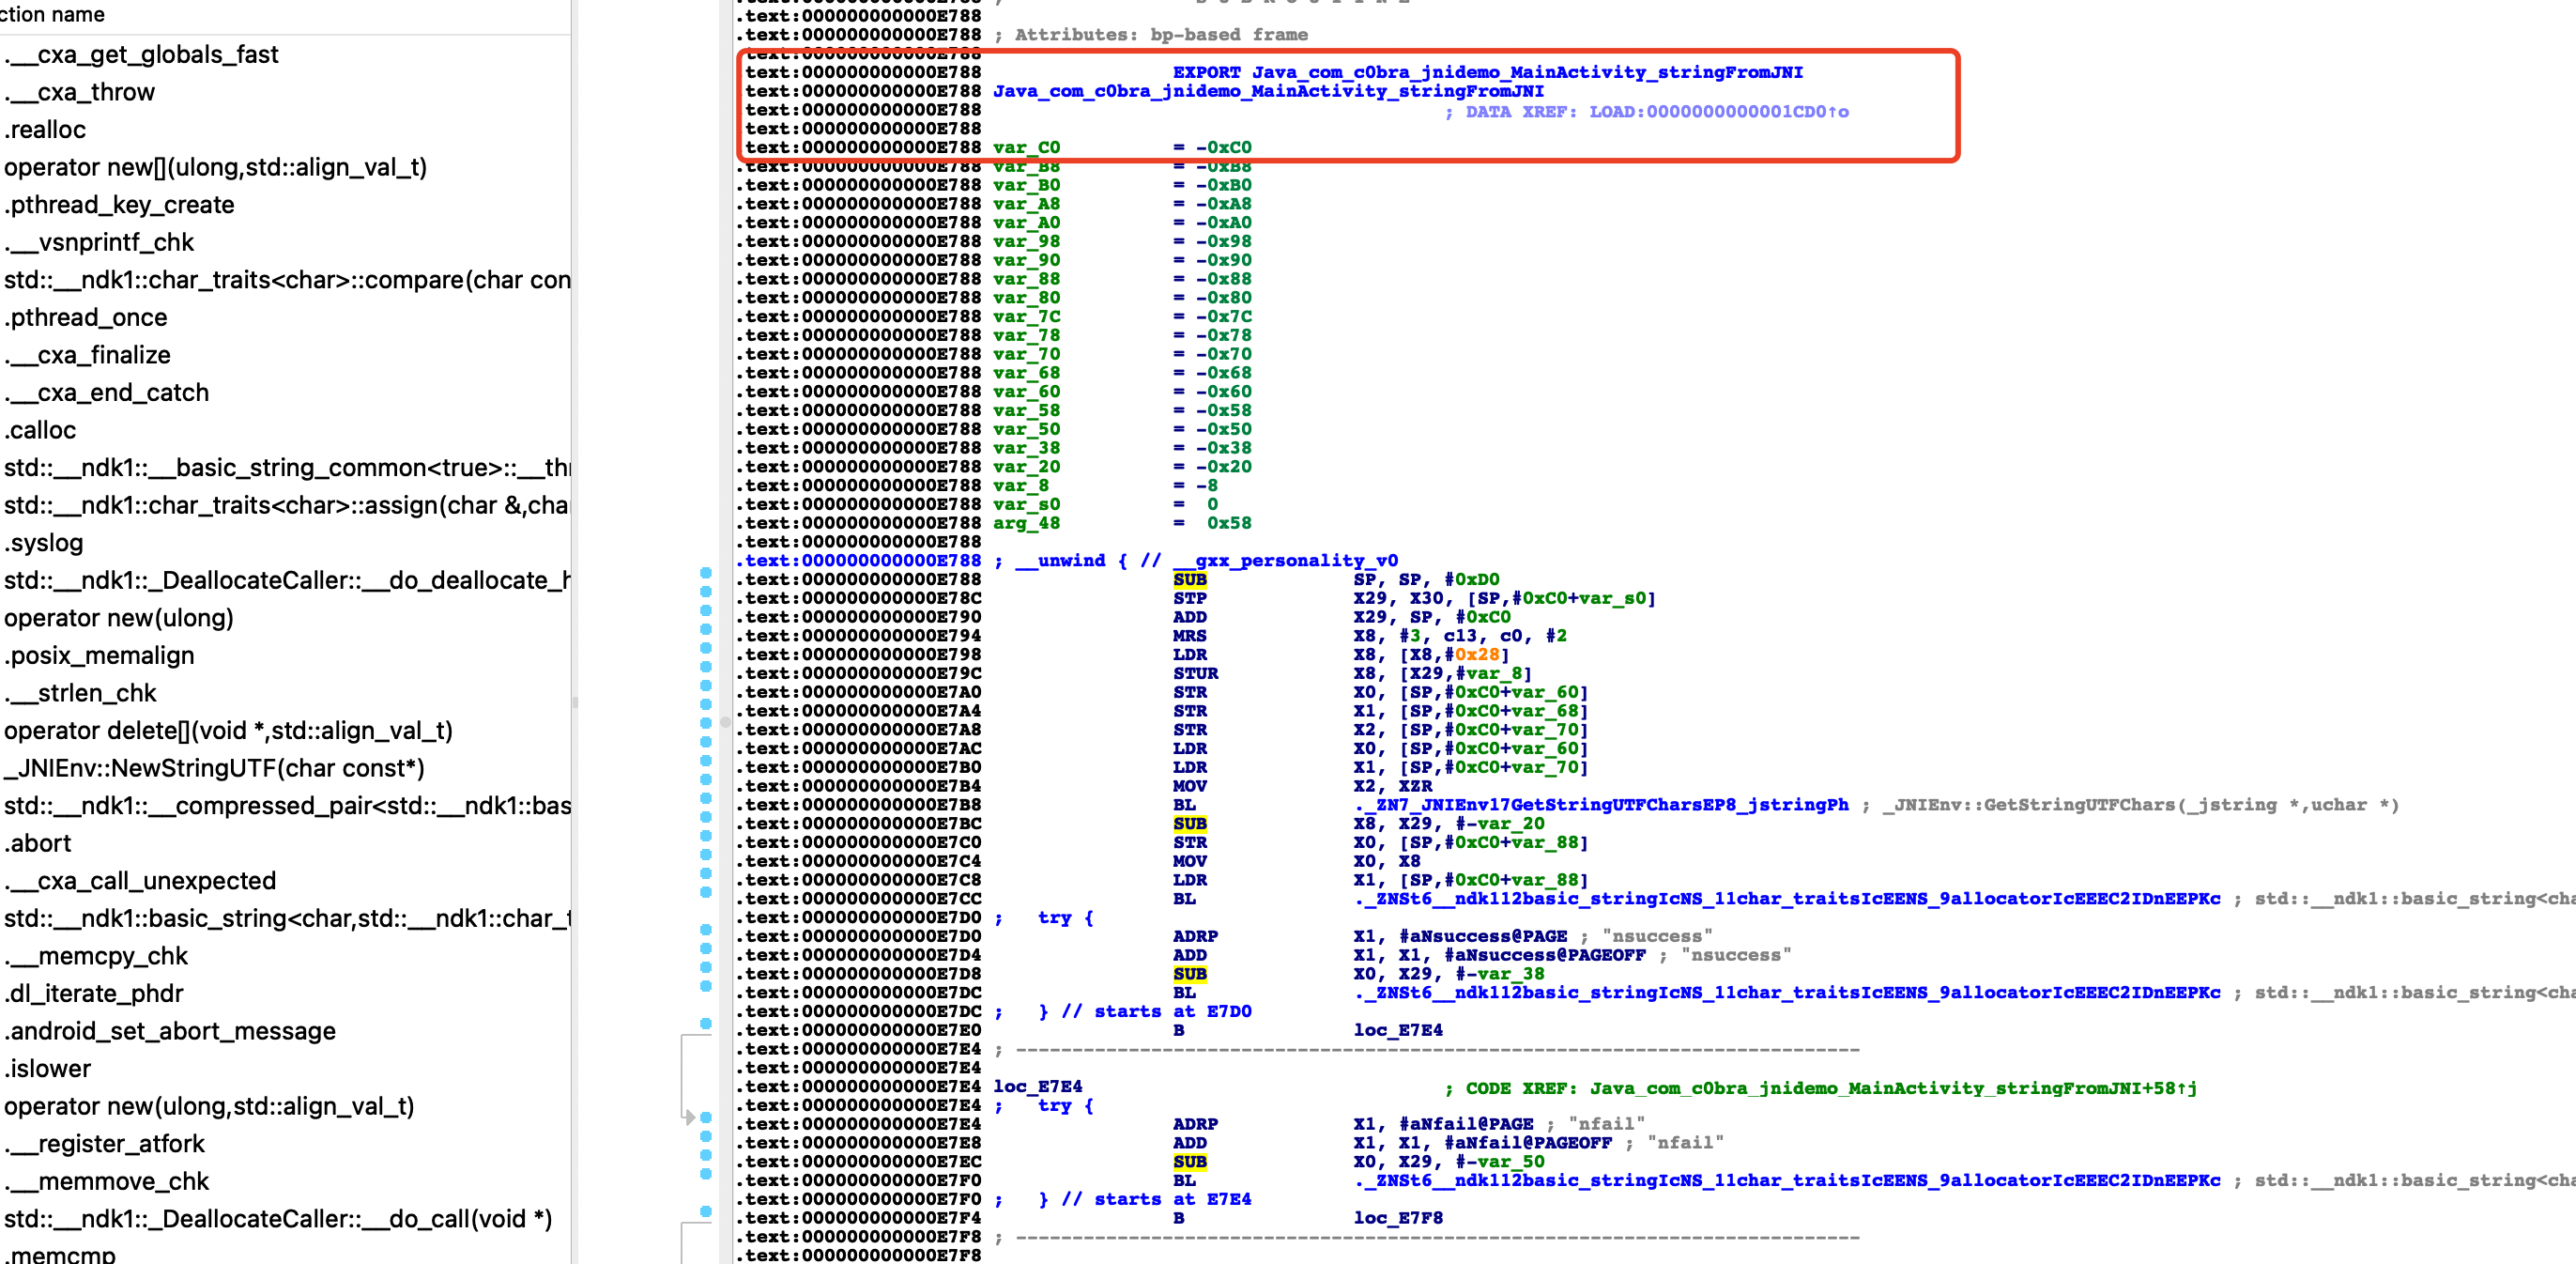 ction name
.__cxa_get_globals_fast
.__cxa_throw
.realloc
operator new[](ulong,std::align_val_t)
.pthread_key_create
.__vsnprintf_chk
std::__ndk1::char_traits<char>::compare(char con
.pthread_once
.__cxa_finalize
.__cxa_end_catch
.calloc
std::__ndk1::__basic_string_common<true>::__thr
std::__ndk1::char_traits<char>::assign(char &,cha
.syslog
std::__ndk1::_DeallocateCaller::__do_deallocate_h
operator new(ulong)
.posix_memalign
.__strlen_chk
operator delete[](void *,std::align_val_t)
_JNIEnv::NewStringUTF(char const*)
std::__ndk1::__compressed_pair<std::__ndk1::bas
.abort
.__cxa_call_unexpected
std::__ndk1::basic_string<char,std::__ndk1::char_t
.__memcpy_chk
.dl_iterate_phdr
.android_set_abort_message
.islower
operator new(ulong,std::align_val_t)
.__register_atfork
.__memmove_chk
std::__ndk1::_DeallocateCaller::__do_call(void *)
.memcmp
.text:000000000000E788
.text:000000000000E788 ; Attributes: bp-based frame
.text:000000000000E788
text:000000000000E788 EXPORT Java_com_c0bra_jnidemo_MainActivity_stringFromJNI
text:000000000000E788 Java_com_c0bra_jnidemo_MainActivity_stringFromJNI
text:000000000000E788 ; DATA XREF: LOAD:0000000000001CD0↑o
text:000000000000E788
text:000000000000E788 var_C0 = -0xC0
.text:000000000000E788 var_B8 = -0xB8
.text:000000000000E788 var_B0 = -0xB0
.text:000000000000E788 var_A8 = -0xA8
.text:000000000000E788 var_A0 = -0xA0
.text:000000000000E788 var_98 = -0x98
.text:000000000000E788 var_90 = -0x90
.text:000000000000E788 var_88 = -0x88
.text:000000000000E788 var_80 = -0x80
.text:000000000000E788 var_7C = -0x7C
.text:000000000000E788 var_78 = -0x78
.text:000000000000E788 var_70 = -0x70
.text:000000000000E788 var_68 = -0x68
.text:000000000000E788 var_60 = -0x60
.text:000000000000E788 var_58 = -0x58
.text:000000000000E788 var_50 = -0x50
.text:000000000000E788 var_38 = -0x38
.text:000000000000E788 var_20 = -0x20
.text:000000000000E788 var_8 = -8
.text:000000000000E788 var_s0 = 0
.text:000000000000E788 arg_48 = 0x58
.text:000000000000E788
.text:000000000000E788 ; __unwind { // __gxx_personality_v0
.text:000000000000E788 SUB SP, SP, #0xD0
.text:000000000000E78C STP X29, X30, [SP,#0xC0+var_s0]
.text:000000000000E790 ADD X29, SP, #0xC0
.text:000000000000E794 MRS X8, #3, c13, c0, #2
.text:000000000000E798 LDR X8, [X8,#0x28]
.text:000000000000E79C STUR X8, [X29,#var_8]
.text:000000000000E7A0 STR X0, [SP,#0xC0+var_60]
.text:000000000000E7A4 STR X1, [SP,#0xC0+var_68]
.text:000000000000E7A8 STR X2, [SP,#0xC0+var_70]
.text:000000000000E7AC LDR X0, [SP,#0xC0+var_60]
.text:000000000000E7B0 LDR X1, [SP,#0xC0+var_70]
.text:000000000000E7B4 MOV X2, XZR
.text:000000000000E7B8 BL ._ZN7_JNIEnv17GetStringUTFCharsEP8_jstringPh ; _JNIEnv::GetStringUTFChars(_jstring *,uchar *)
.text:000000000000E7BC SUB X8, X29, #-var_20
.text:000000000000E7C0 STR X0, [SP,#0xC0+var_88]
.text:000000000000E7C4 MOV X0, X8
.text:000000000000E7C8 LDR X1, [SP,#0xC0+var_88]
.text:000000000000E7CC BL ._ZNSt6__ndk112basic_stringIcNS_11char_traitsIcEENS_9allocatorIcEEEC2IDnEEPKc ; std::__ndk1::basic_string<cha
.text:000000000000E7D0 ; try {
.text:000000000000E7D0 ADRP X1, #aNsuccess@PAGE ; "nsuccess"
.text:000000000000E7D4 ADD X1, X1, #aNsuccess@PAGEOFF ; "nsuccess"
.text:000000000000E7D8 SUB X0, X29, #-var_38
.text:000000000000E7DC BL ._ZNSt6__ndk112basic_stringIcNS_11char_traitsIcEENS_9allocatorIcEEEC2IDnEEPKc ; std::__ndk1::basic_string<cha
.text:000000000000E7DC ; } // starts at E7D0
.text:000000000000E7E0 B loc_E7E4
.text:000000000000E7E4 ; ---------------------------------------------------------------------------
.text:000000000000E7E4
.text:000000000000E7E4 loc_E7E4 ; CODE XREF: Java_com_c0bra_jnidemo_MainActivity_stringFromJNI+58↑j
.text:000000000000E7E4 ; try {
.text:000000000000E7E4 ADRP X1, #aNfail@PAGE ; "nfail"
.text:000000000000E7E8 ADD X1, X1, #aNfail@PAGEOFF ; "nfail"
.text:000000000000E7EC SUB X0, X29, #-var_50
.text:000000000000E7F0 BL ._ZNSt6__ndk112basic_stringIcNS_11char_traitsIcEENS_9allocatorIcEEEC2IDnEEPKc ; std::__ndk1::basic_string<cha
.text:000000000000E7F0 ; } // starts at E7E4
.text:000000000000E7F4 B loc_E7F8
.text:000000000000E7F8 ; ---------------------------------------------------------------------------
.text:000000000000E7F8